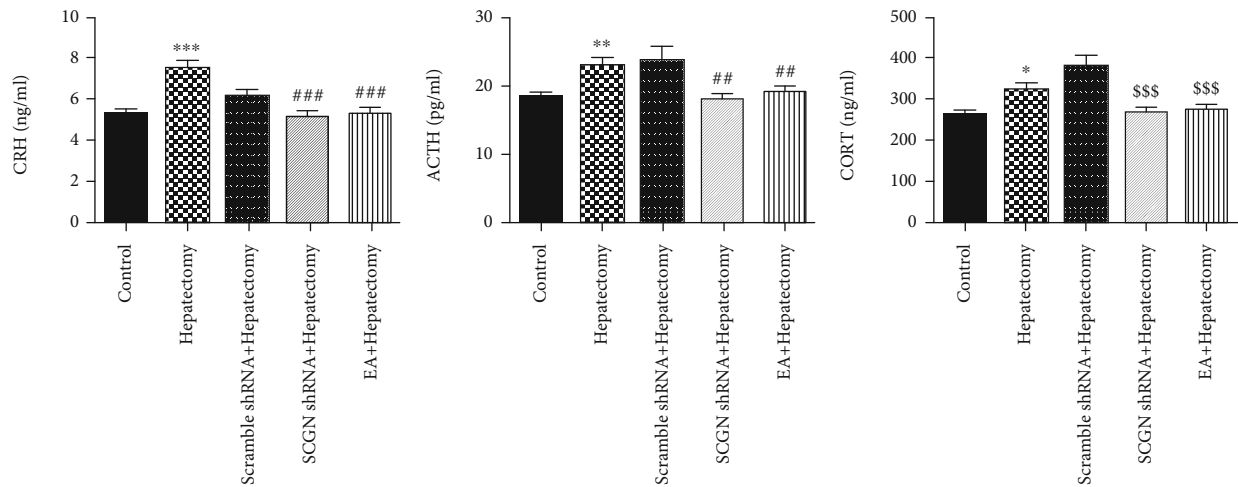 CRH (ng/ml)
10
8
6
4
2
0
***
###
###
Control
Hepatectomy
Scramble shRNA+Hepatectomy
SCGN shRNA+Hepatectomy
EA+Hepatectomy
ACTH (pg/ml)
30
20
10
0
**
##
##
Control
Hepatectomy
Scramble shRNA+Hepatectomy
SCGN shRNA+Hepatectomy
EA+Hepatectomy
CORT (ng/ml)
500
400
300
200
100
0
*
$$$
$$$
Control
Hepatectomy
Scramble shRNA+Hepatectomy
SCGN shRNA+Hepatectomy
EA+Hepatectomy